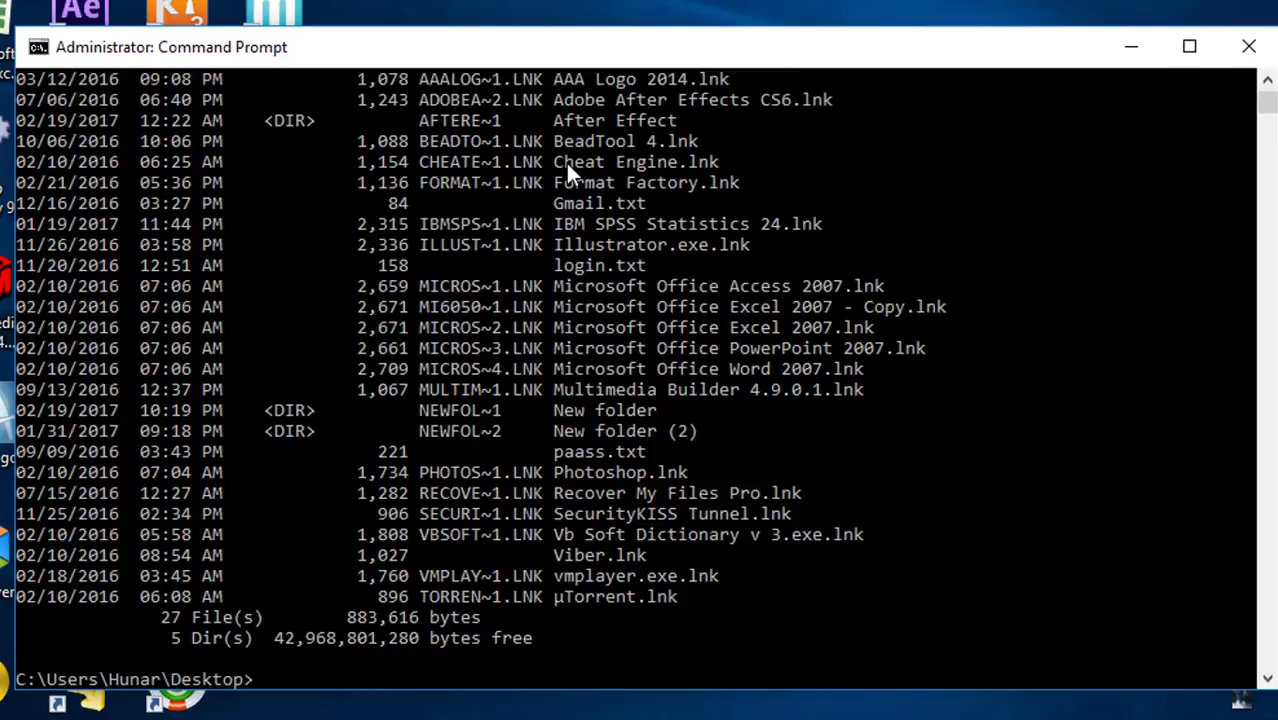 Ae
Administrator: Command Prompt
03/12/2016 09:08 PM 1,078 AAALOG~1.LNK AAA Logo 2014.lnk
07/06/2016 06:40 PM 1,243 ADOBEA~2.LNK Adobe After Effects CS6.lnk
02/19/2017 12:22 AM <DIR> AFTERE~1 After Effect
10/06/2016 10:06 PM 1,088 BEADTO~1.LNK BeadTool 4.lnk
02/10/2016 06:25 AM 1,154 CHEATE~1.LNK Cheat Engine.lnk
02/21/2016 05:36 PM 1,136 FORMAT~1.LNK Format Factory.lnk
12/16/2016 03:27 PM 84 Gmail.txt
01/19/2017 11:44 PM 2,315 IBMSPS~1.LNK IBM SPSS Statistics 24.lnk
11/26/2016 03:58 PM 2,336 ILLUST~1.LNK Illustrator.exe.lnk
11/20/2016 12:51 AM 158 login.txt
02/10/2016 07:06 AM 2,659 MICROS~1.LNK Microsoft Office Access 2007.lnk
02/10/2016 07:06 AM 2,671 MI6050~1.LNK Microsoft Office Excel 2007 - Copy.lnk
02/10/2016 07:06 AM 2,671 MICROS~2.LNK Microsoft Office Excel 2007.lnk
02/10/2016 07:06 AM 2,661 MICROS~3.LNK Microsoft Office PowerPoint 2007.lnk
02/10/2016 07:06 AM 2,709 MICROS~4.LNK Microsoft Office Word 2007.lnk
09/13/2016 12:37 PM 1,067 MULTIM~1.LNK Multimedia Builder 4.9.0.1.lnk
02/19/2017 10:19 PM <DIR> NEWFOL~1 New folder
01/31/2017 09:18 PM <DIR> NEWFOL~2 New folder (2)
09/09/2016 03:43 PM 221 paass.txt
02/10/2016 07:04 AM 1,734 PHOTOS~1.LNK Photoshop.lnk
07/15/2016 12:27 AM 1,282 RECOVE~1.LNK Recover My Files Pro.lnk
11/25/2016 02:34 PM 906 SECURI~1.LNK SecurityKISS Tunnel.lnk
02/10/2016 05:58 AM 1,808 VBSOFT~1.LNK Vb Soft Dictionary v 3.exe.lnk
02/10/2016 08:54 AM 1,027 Viber.lnk
02/18/2016 03:45 AM 1,760 VMPLAY~1.LNK vmplayer.exe.lnk
02/10/2016 06:08 AM 896 TORREN~1.LNK µTorrent.lnk
27 File(s) 883,616 bytes
5 Dir(s) 42,968,801,280 bytes free
C:\Users\Hunar\Desktop>